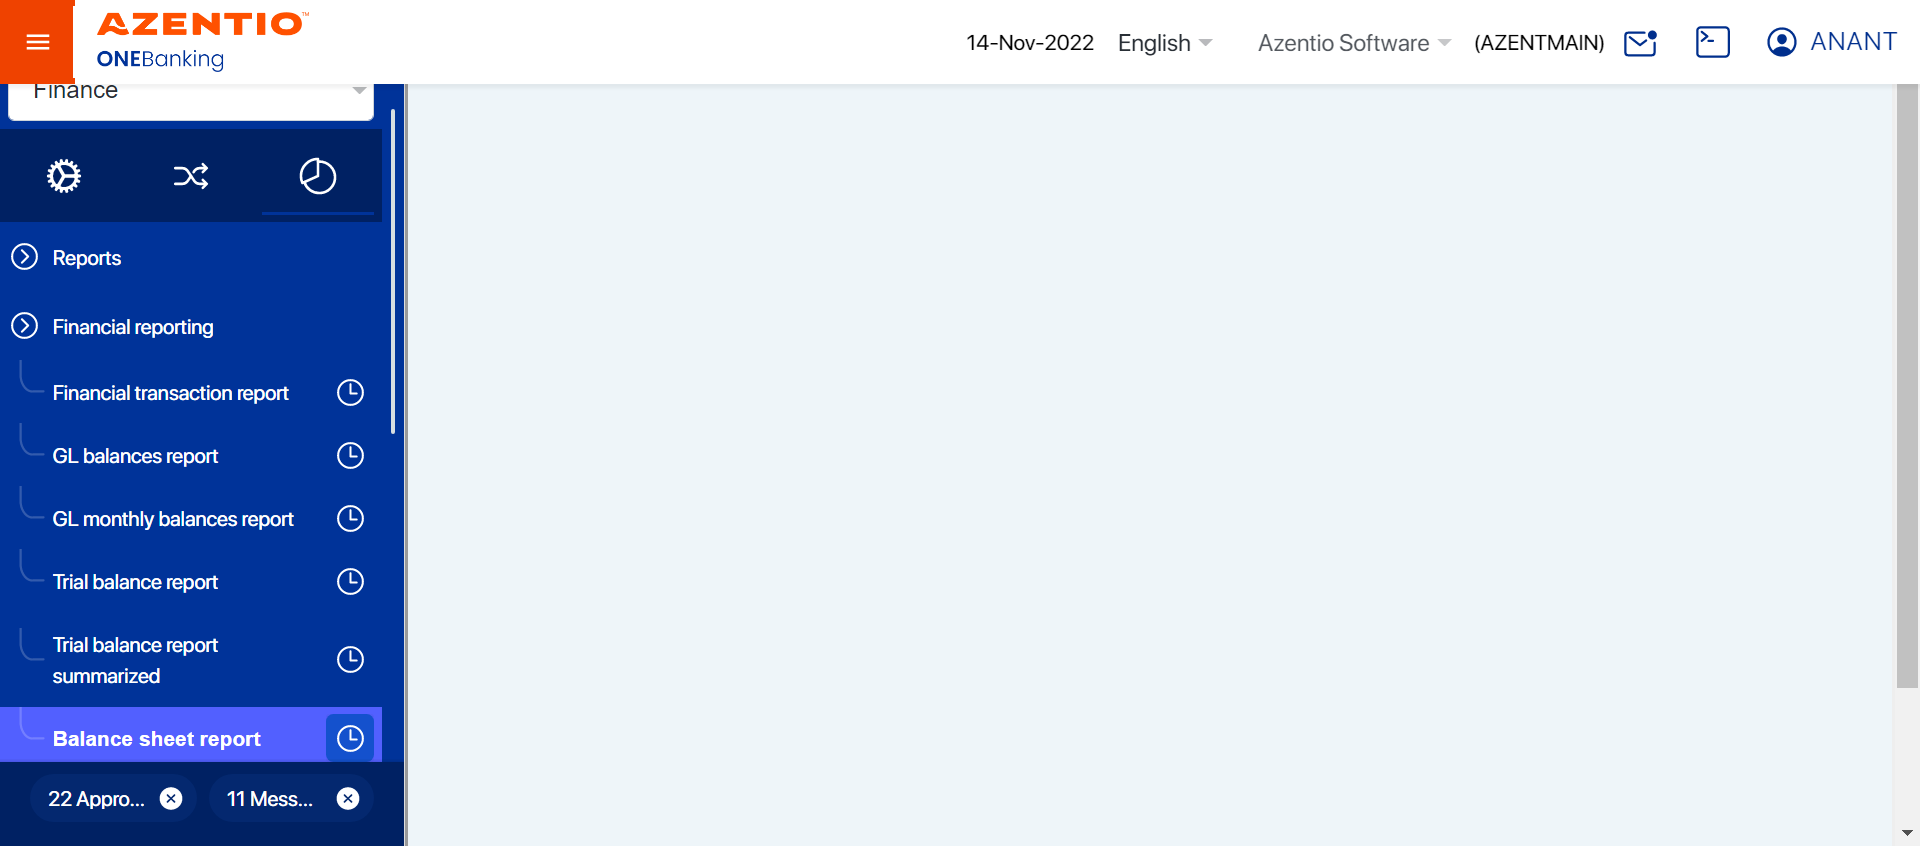 AZENTIO™
ONEBanking
14-Nov-2022 English Azentio Software (AZENTMAIN) ANANT
Finance
Reports
Financial reporting
Financial transaction report
GL balances report
GL monthly balances report
Trial balance report
Trial balance report
summarized
Balance sheet report
22 Appro... 11 Mess...